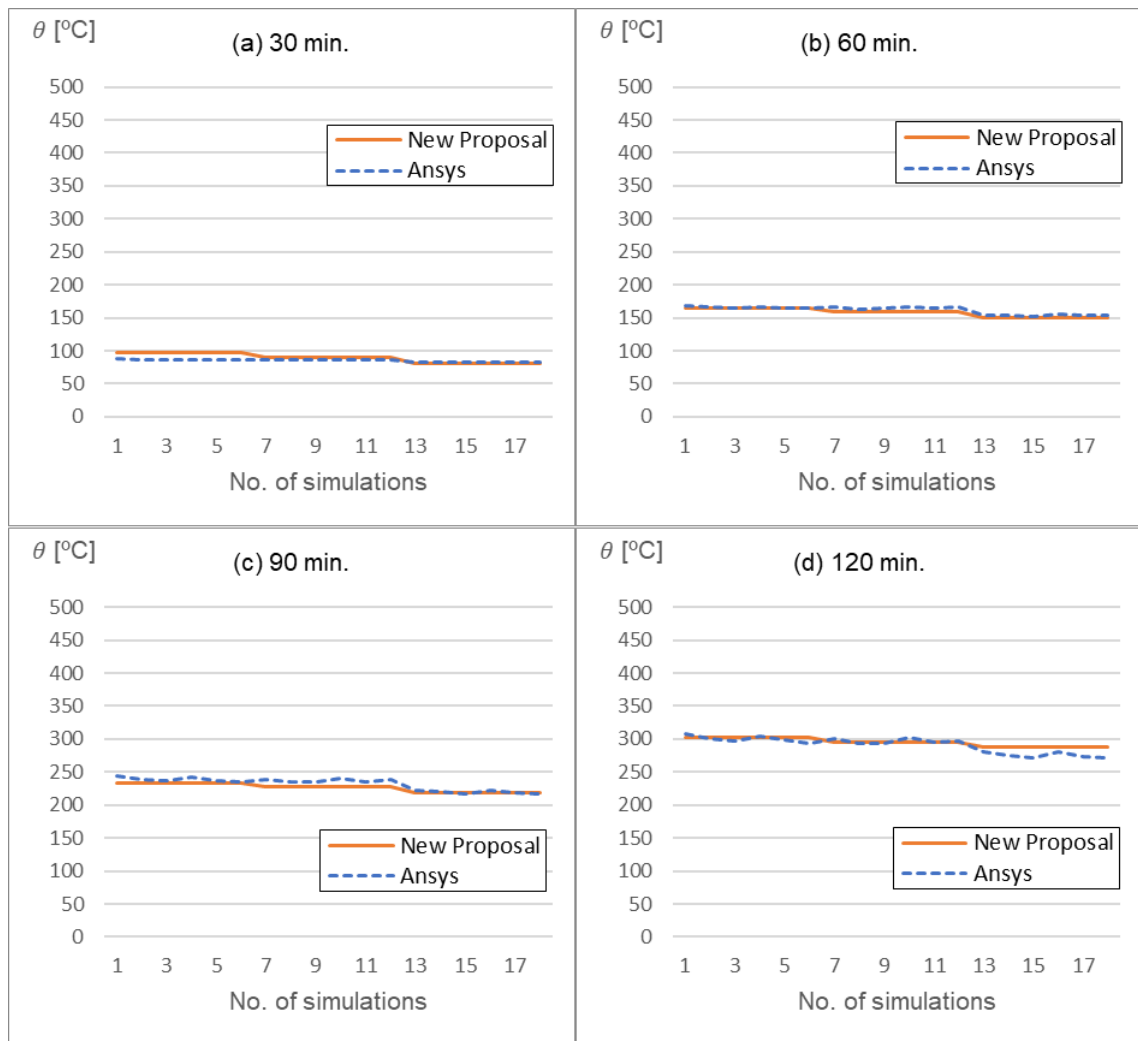 θ [ºC]
(a) 30 min.
500
450
400
350
300
250
200
150
100
50
0
New Proposal
Ansys
1 3 5 7 9 11 13 15 17
No. of simulations
θ [ºC]
(b) 60 min.
500
450
400
350
300
250
200
150
100
50
0
New Proposal
Ansys
1 3 5 7 9 11 13 15 17
No. of simulations
θ [ºC]
(c) 90 min.
500
450
400
350
300
250
200
150
100
50
0
New Proposal
Ansys
1 3 5 7 9 11 13 15 17
No. of simulations
θ [ºC]
(d) 120 min.
500
450
400
350
300
250
200
150
100
50
0
New Proposal
Ansys
1 3 5 7 9 11 13 15 17
No. of simulations